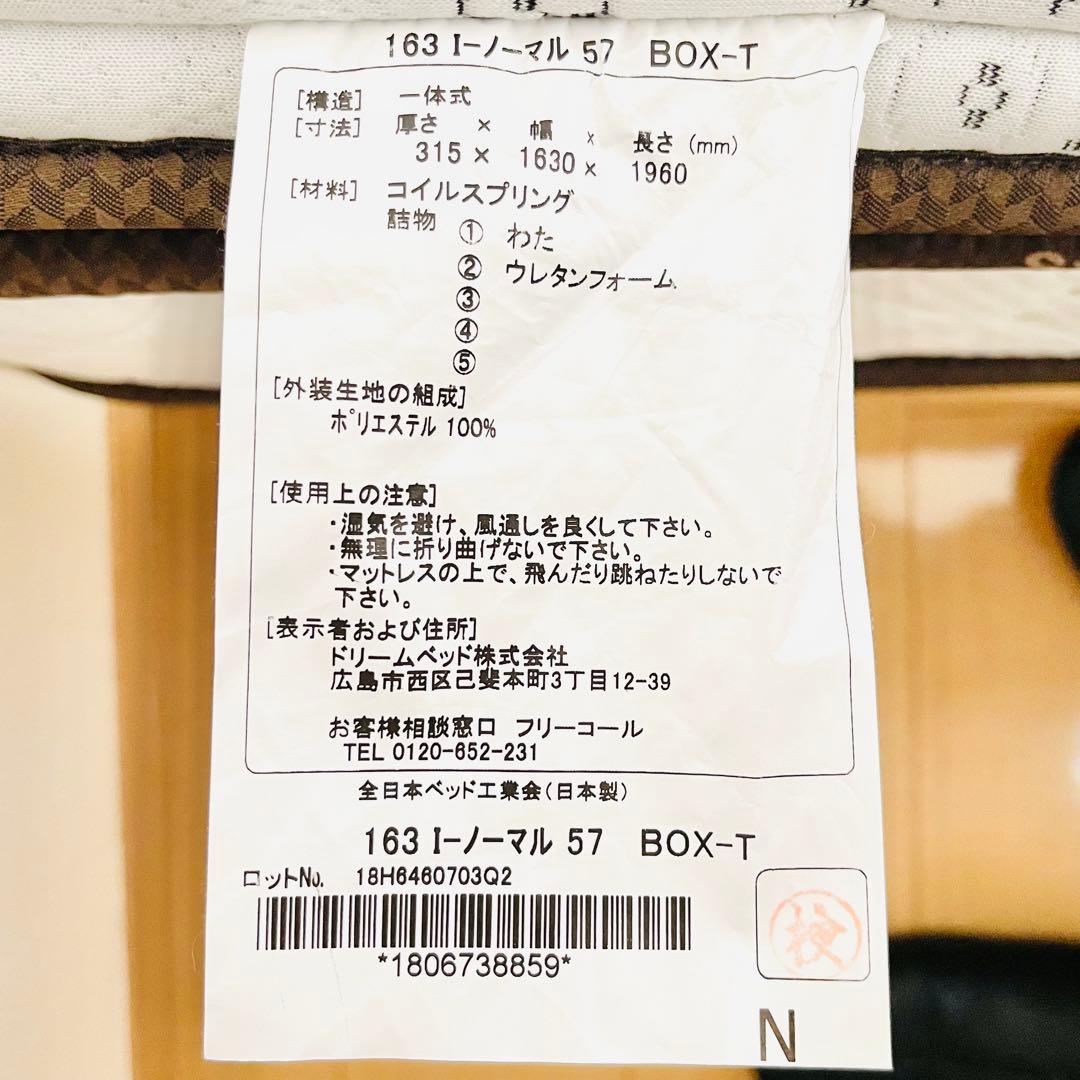 163 I-ノーマル 57 BOX-T
[構造] 一体式
[寸法] 厚さ × 幅 × 長さ (mm)
315 × 1630 × 1960
[材料] コイルスプリング
詰物 ① わた
② ウレタンフォーム
③
④
⑤
[外装生地の組成]
ポリエステル 100%
[使用上の注意]
・湿気を避け、風通しを良くして下さい。
・無理に折り曲げないで下さい。
・マットレスの上で、飛んだり跳ねたりしないで
下さい。
[表示者および住所]
ドリームベッド株式会社
広島市西区己斐本町3丁目12-39
お客様相談窓口 フリーコール
TEL 0120-652-231
全日本ベッド工業会(日本製)
163 I-ノーマル 57 BOX-T
ロットNo. 18H6460703Q2
*1806738859*
検
N